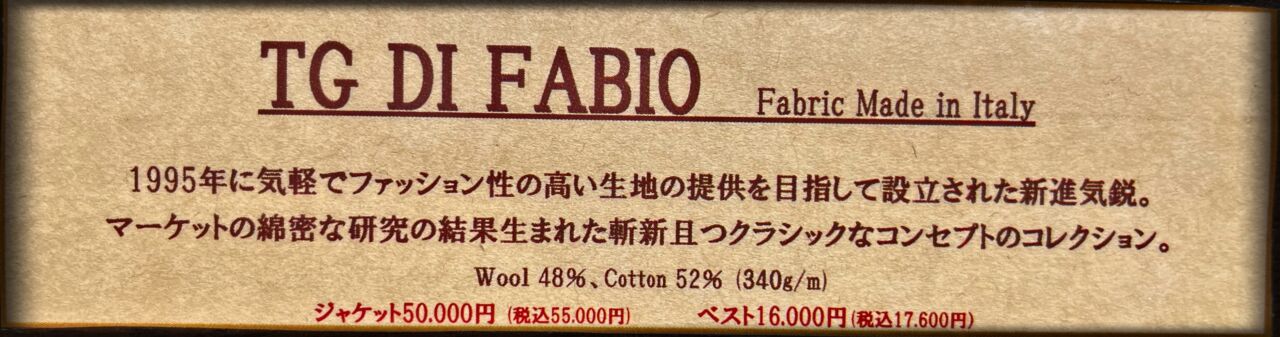 TG DI FABIO Fabric Made in Italy
1995年に気軽でファッション性の高い生地の提供を目指して設立された新進気鋭。
マーケットの綿密な研究の結果生まれた斬新且つクラシックなコンセプトのコレクション。
Wool 48%、Cotton 52% (340g/m)
ジャケット50.000円 (税込55.000円) ベスト16.000円(税込17.600円)